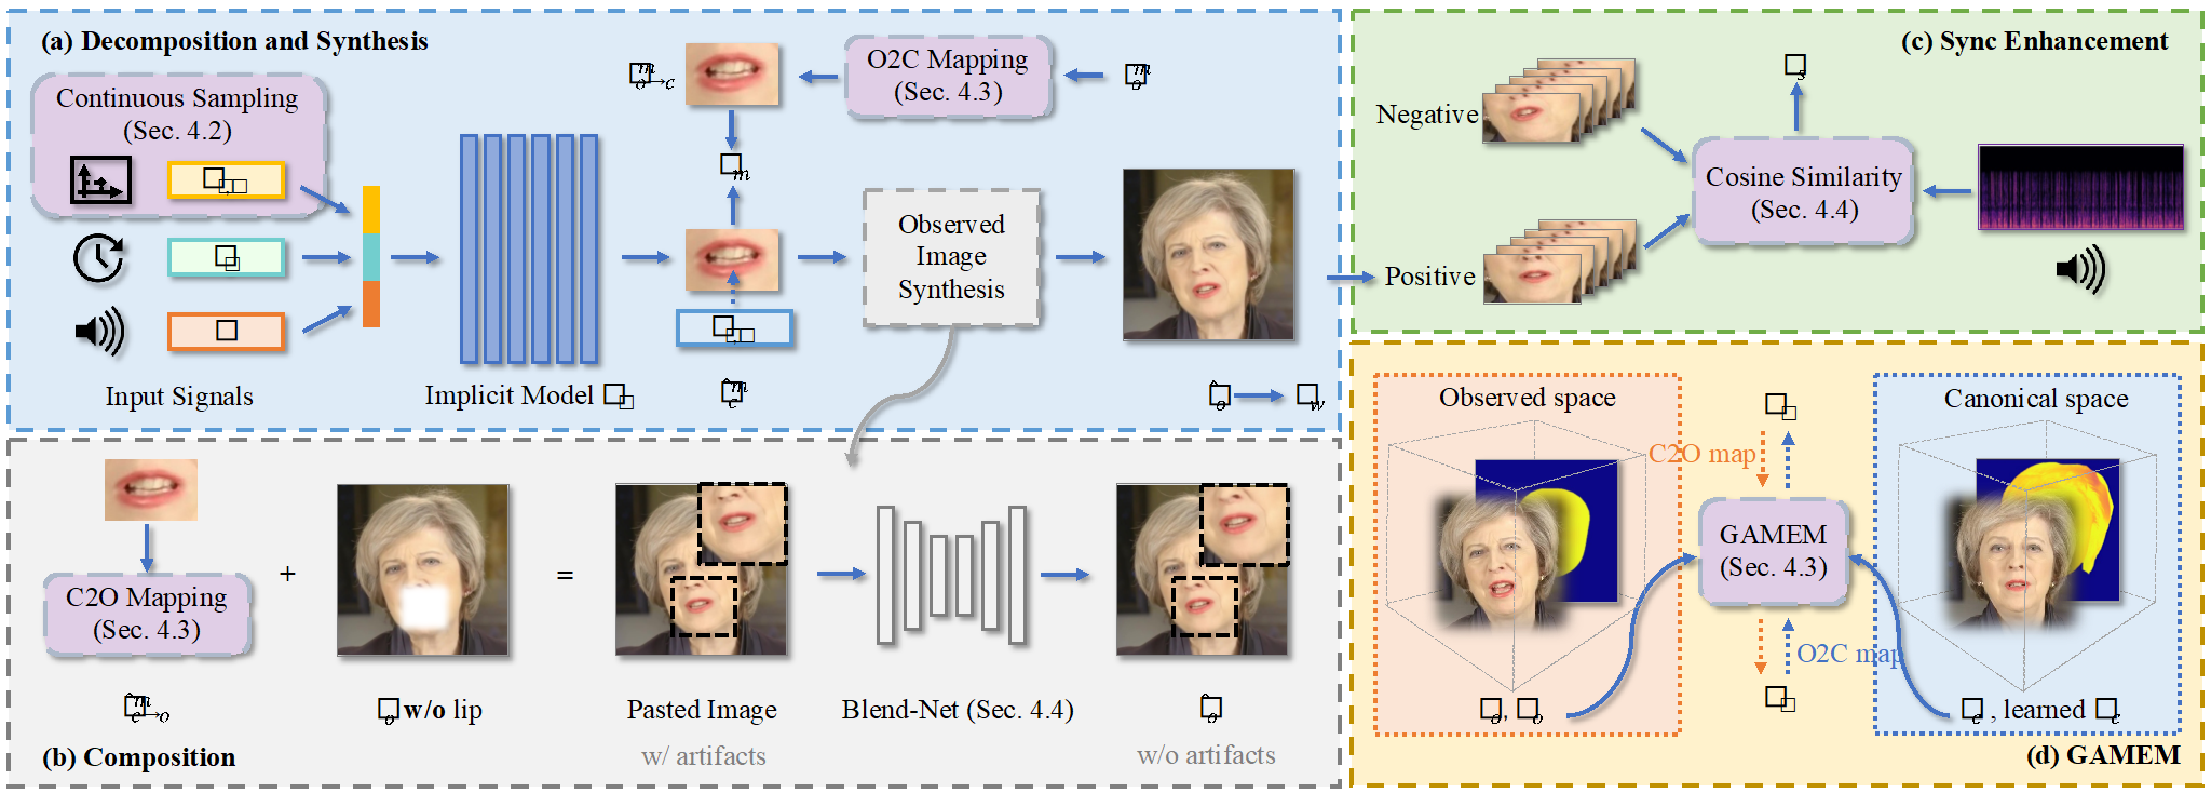 (a) Decomposition and Synthesis
Continuous Sampling
(Sec. 4.2)
Input Signals
Implicit Model
O2C Mapping
(Sec. 4.3)
Observed
Image
Synthesis
(b) Composition
C2O Mapping
(Sec. 4.3)
+
w/o lip
=
Pasted Image
w/ artifacts
Blend-Net (Sec. 4.4)
w/o artifacts
(c) Sync Enhancement
Negative
Positive
Cosine Similarity
(Sec. 4.4)
Observed space
C2O map
GAMEM
(Sec. 4.3)
O2C map
Canonical space
, learned
(d) GAMEM